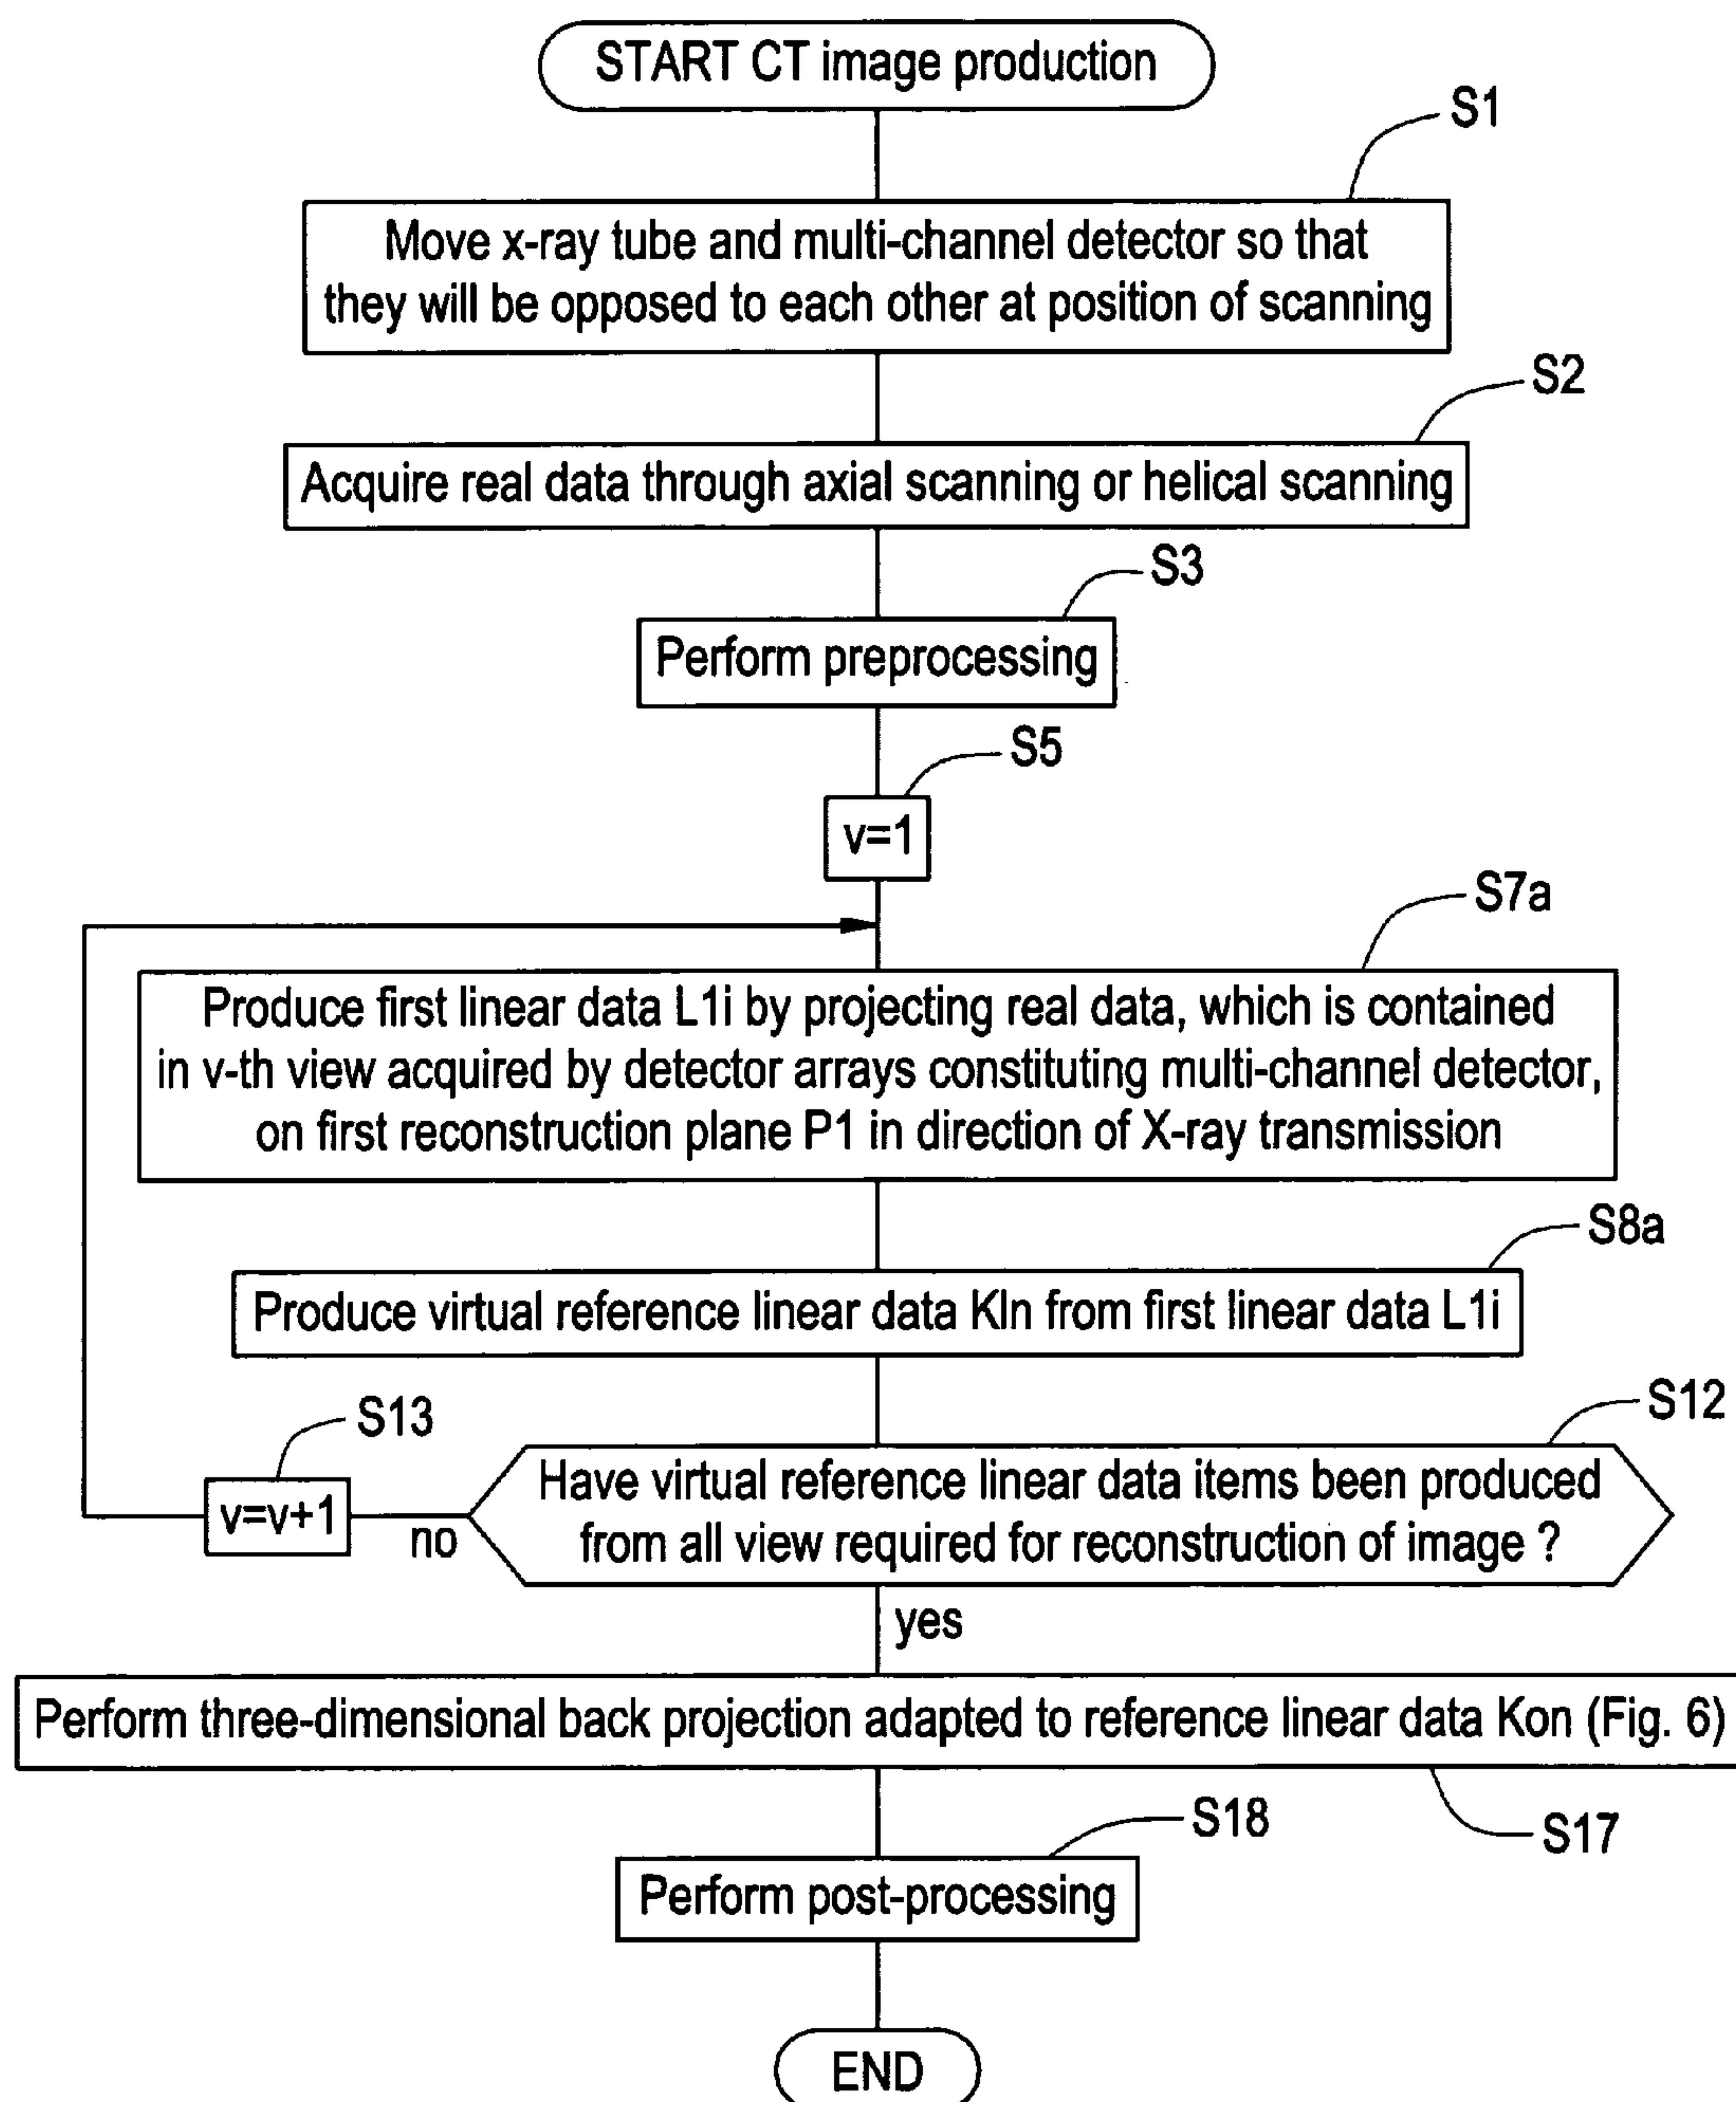 START CT image production
S1
Move x-ray tube and multi-channel detector so that
they will be opposed to each other at position of scanning
S2
Acquire real data through axial scanning or helical scanning
S3
Perform preprocessing
S5
v=1
S7a
Produce first linear data L1i by projecting real data, which is contained
in v-th view acquired by detector arrays constituting multi-channel detector,
on first reconstruction plane P1 in direction of X-ray transmission
S8a
Produce virtual reference linear data Kln from first linear data L1i
S12
S13
Have virtual reference linear data items been produced
from all view required for reconstruction of image ?
v=v+1
no
yes
Perform three-dimensional back projection adapted to reference linear data Kon (Fig. 6)
S17
S18
Perform post-processing
END